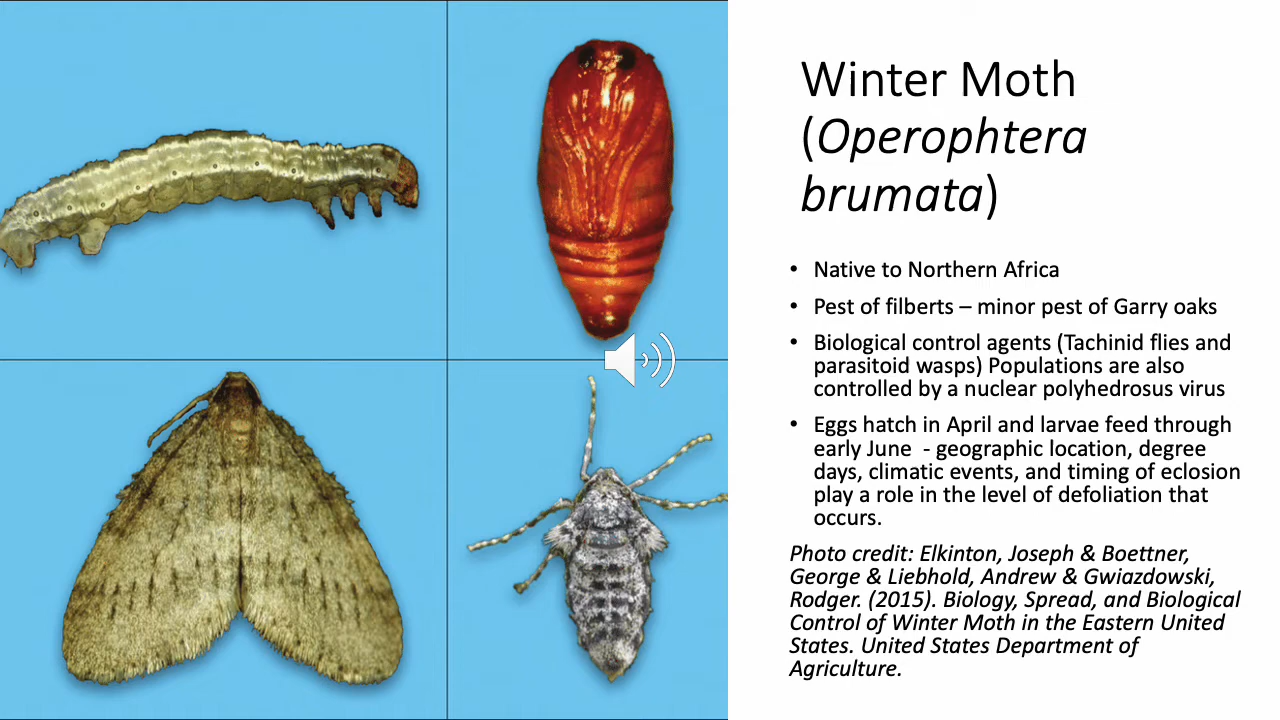 Winter Moth
(Operophtera
brumata)
• Native to Northern Africa
• Pest of filberts – minor pest of Garry oaks
• Biological control agents (Tachinid flies and
parasitoid wasps) Populations are also
controlled by a nuclear polyhedrosus virus
• Eggs hatch in April and larvae feed through
early June - geographic location, degree
days, climatic events, and timing of eclosion
play a role in the level of defoliation that
occurs.
Photo credit: Elkinton, Joseph & Boettner,
George & Liebhold, Andrew & Gwiazdowski,
Rodger. (2015). Biology, Spread, and Biological
Control of Winter Moth in the Eastern United
States. United States Department of
Agriculture.